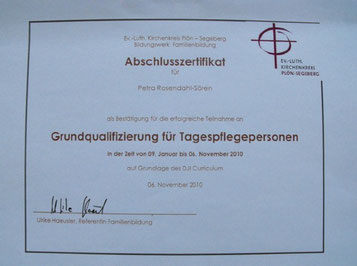 Ev.-Luth. Kirchenkreis Plön - Segeberg
Bildungswerk Familienbildung
Abschlusszertifikat
für
Petra Rosendahl-Sören
EV.-LUTH.
KIRCHENKREIS
PLÖN-SEGEBERG
als Bestätigung für die erfolgreiche Teilnahme an
Grundqualifizierung für Tagespflegepersonen
in der Zeit von 09. Januar bis 06. November 2010
auf Grundlage des DJI Curriculum
06. November 2010
Ulrike Haeusler, Referentin Familienbildung